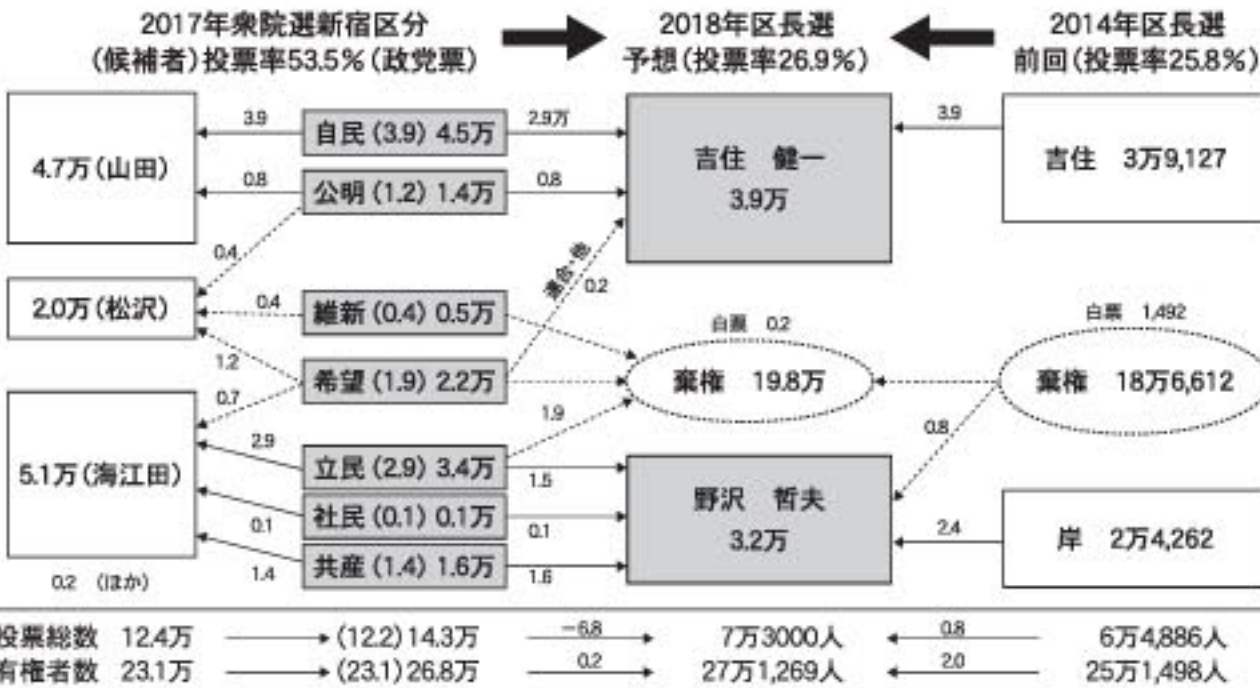 2017年衆院選新宿区分
(候補者)投票率53.5%(政党票)
2018年区長選
予想(投票率26.9%)
2014年区長選
前回(投票率25.8%)
4.7万(山田)
2.0万(松沢)
5.1万(海江田)
0.2 (ほか)
3.9
0.8
0.4
0.4
1.2
0.7
2.9
0.1
1.4
自民(3.9) 4.5万
公明(1.2) 1.4万
維新(0.4) 0.5万
希望(1.9) 2.2万
立民(2.9) 3.4万
社民(0.1) 0.1万
共産(1.4) 1.6万
2.9万
0.8
連合・他
0.2
1.9
1.5
0.1
1.6
吉住 健一
3.9万
白票 0.2
棄権 19.8万
野沢 哲夫
3.2万
3.9
0.8
2.4
吉住 3万9,127
白票 1,492
棄権 18万6,612
岸 2万4,262
投票総数 12.4万 (12.2)14.3万 −6.8 7万3000人 0.8 6万4,886人
有権者数 23.1万 (23.1)26.8万 0.2 27万1,269人 2.0 25万1,498人